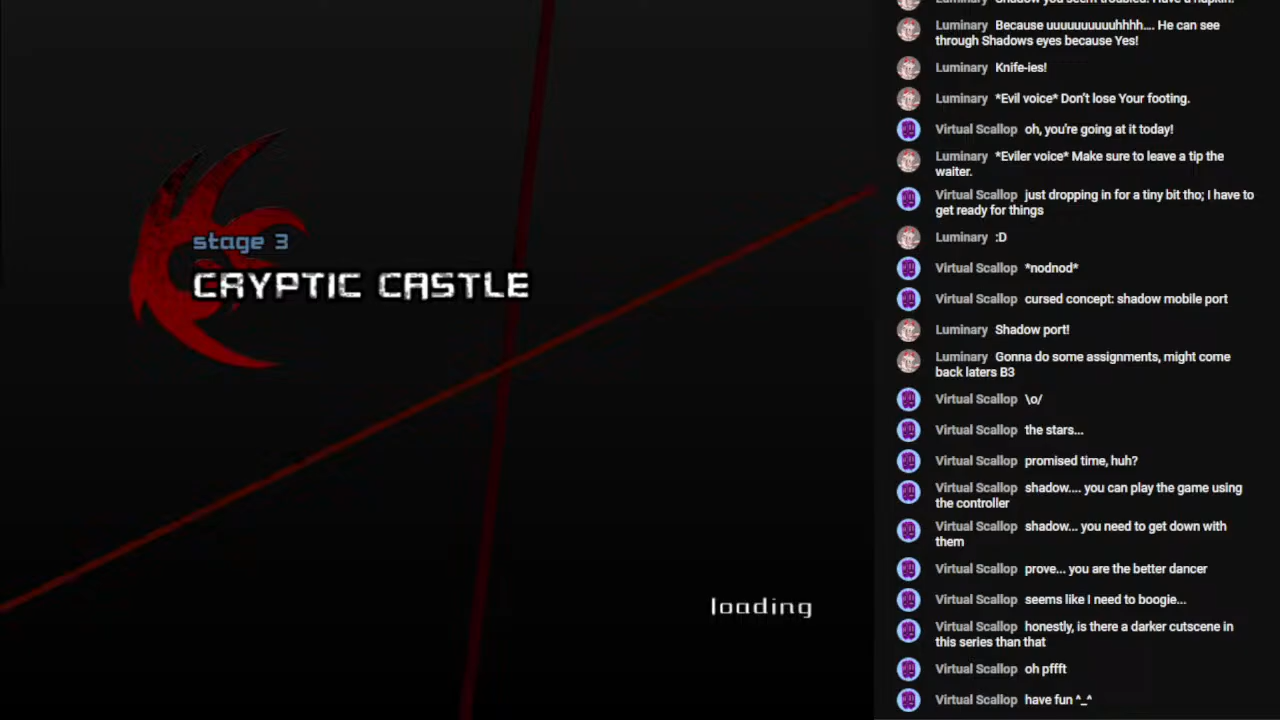 stage 3
CRYPTIC CASTLE
loading
Luminary Shadow you seem troubled. Have a napkin.
Luminary Because uuuuuuuuuuhhhh.... He can see
through Shadows eyes because Yes!
Luminary Knife-ies!
Luminary *Evil voice* Don't lose Your footing.
Virtual Scallop oh, you're going at it today!
Luminary *Eviler voice* Make sure to leave a tip the
waiter.
Virtual Scallop just dropping in for a tiny bit tho; I have to
get ready for things
Luminary :D
Virtual Scallop *nodnod*
Virtual Scallop cursed concept: shadow mobile port
Luminary Shadow port!
Luminary Gonna do some assignments, might come
back laters B3
Virtual Scallop \o/
Virtual Scallop the stars...
Virtual Scallop promised time, huh?
Virtual Scallop shadow.... you can play the game using
the controller
Virtual Scallop shadow... you need to get down with
them
Virtual Scallop prove... you are the better dancer
Virtual Scallop seems like I need to boogie...
Virtual Scallop honestly, is there a darker cutscene in
this series than that
Virtual Scallop oh pffft
Virtual Scallop have fun ^_^